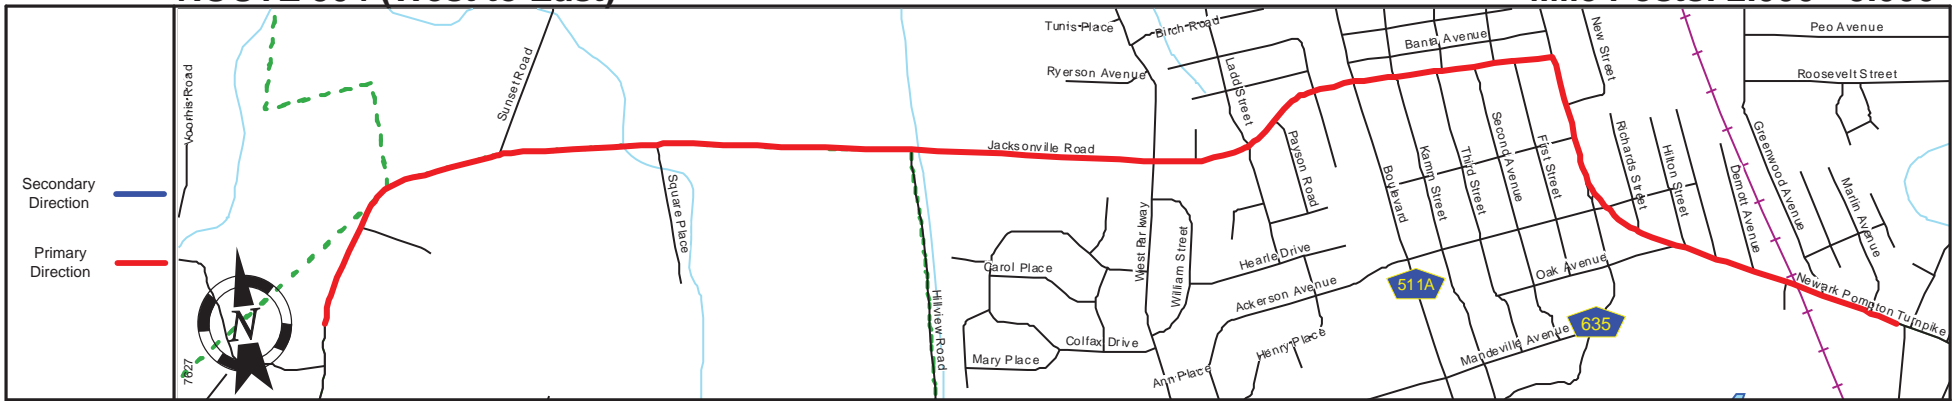 Secondary
Direction
Primary
Direction
Voorhis Road
7627
N
Sunset Road
Square Place
Hillview Road
Jacksonville Road
Tunis Place
Birch Road
Ryerson Avenue
Ladd Street
Banta Avenue
New Street
Peo Avenue
Roosevelt Street
Payson Road
Boulevard
Kamm Street
Third Street
Second Avenue
First Street
Richards Street
Hilton Street
Demott Avenue
Greenwood Avenue
Marlin Avenue
West Parkway
William Street
Carol Place
Hearle Drive
Ackerson Avenue
Oak Avenue
511A
635
Newark Pompton Turnpike
Mary Place
Colfax Drive
Henry Place
Ann Place
Mandeville Avenue